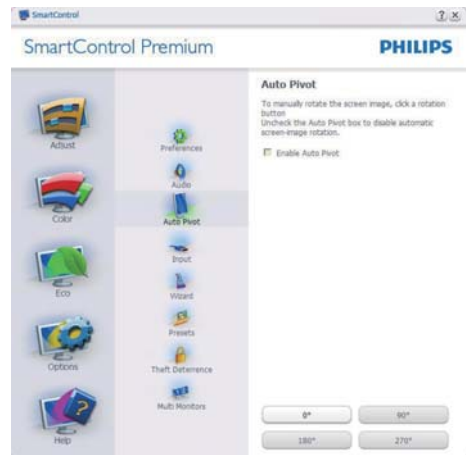 SmartControl
? x
SmartControl Premium
PHILIPS
Adjust
Color
Eco
Options
Help
Preferences
Audio
Auto Pivot
Input
Wizard
Presets
Theft Deterrence
Multi Monitors
Auto Pivot
To manually rotate the screen image, click a rotation
button
Uncheck the Auto Pivot box to disable automatic
screen-image rotation.
Enable Auto Pivot
0°
90°
180°
270°